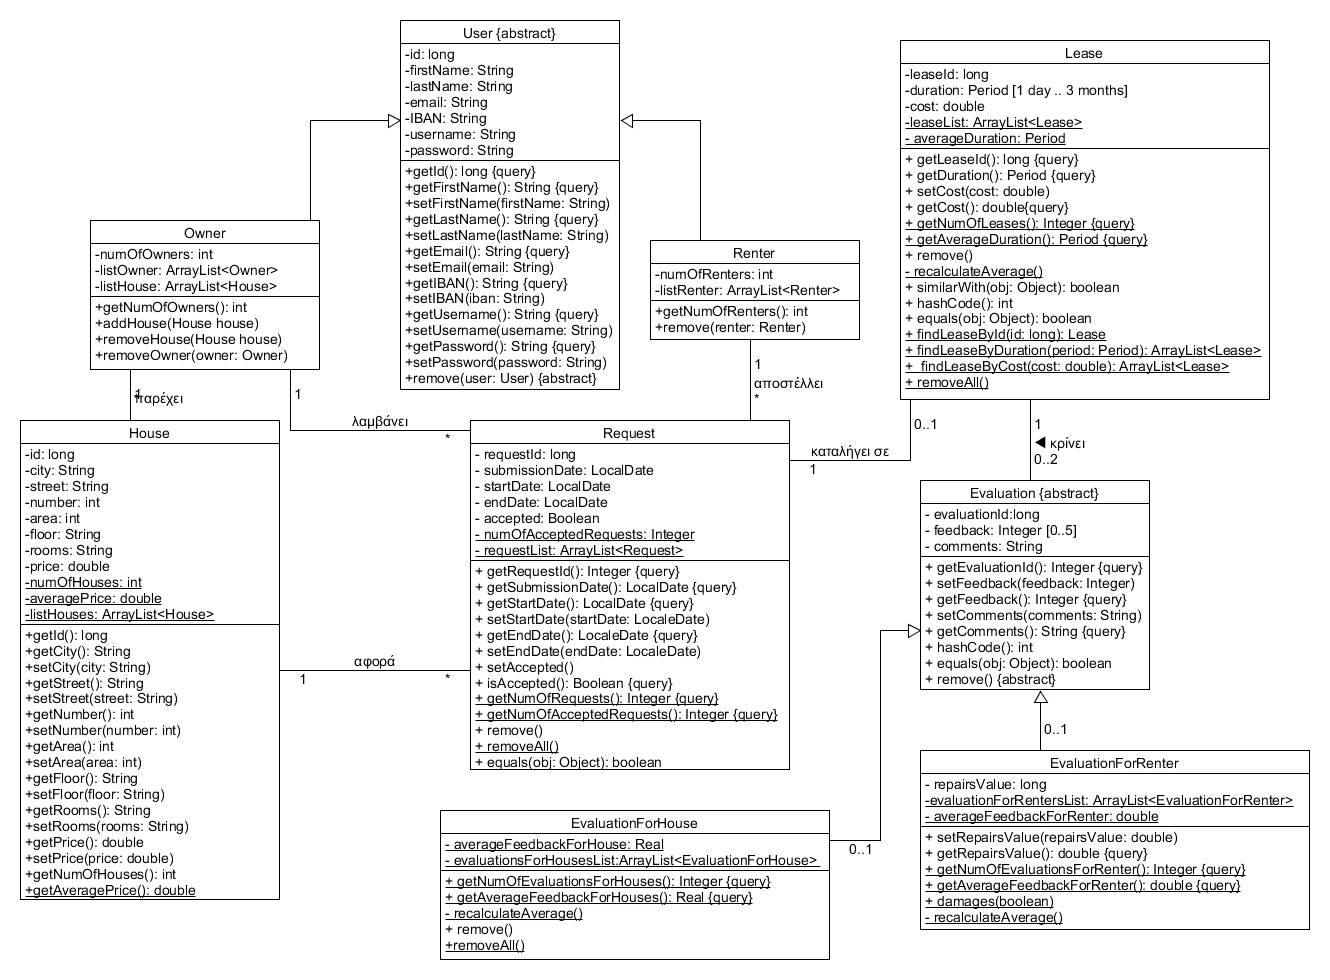 User {abstract}
-id: long
-firstName: String
-lastName: String
-email: String
-IBAN: String
-username: String
-password: String
+getId(): long {query}
+getFirstName(): String {query}
+setFirstName(firstName: String)
+getLastName(): String {query}
+setLastName(lastName: String)
+getEmail(): String {query}
+setEmail(email: String)
+getIBAN(): String {query}
+setIBAN(iban: String)
+getUsername(): String {query}
+setUsername(username: String)
+getPassword(): String {query}
+setPassword(password: String)
+remove(user: User) {abstract}
Lease
-leaseId: long
-duration: Period [1 day .. 3 months]
-cost: double
-leaseList: ArrayList<Lease>
- averageDuration: Period
+ getLeaseId(): long {query}
+ getDuration(): Period {query}
+ setCost(cost: double)
+ getCost(): double{query}
+ getNumOfLeases(): Integer {query}
+ getAverageDuration(): Period {query}
+ remove()
- recalculateAverage()
+ similarWith(obj: Object): boolean
+ hashCode(): int
+ equals(obj: Object): boolean
+ findLeaseById(id: long): Lease
+ findLeaseByDuration(period: Period): ArrayList<Lease>
+  findLeaseByCost(cost: double): ArrayList<Lease>
+ removeAll()
Owner
-numOfOwners: int
-listOwner: ArrayList<Owner>
-listHouse: ArrayList<House>
+getNumOfOwners(): int
+addHouse(House house)
+removeHouse(House house)
+removeOwner(owner: Owner)
Renter
-numOfRenters: int
-listRenter: ArrayList<Renter>
+getNumOfRenters(): int
+remove(renter: Renter)
1
παρέχει
1
λαμβάνει
*
1
αποστέλλει
*
House
-id: long
-city: String
-street: String
-number: int
-area: int
-floor: String
-rooms: String
-price: double
-numOfHouses: int
-averagePrice: double
-listHouses: ArrayList<House>
+getId(): long
+getCity(): String
+setCity(city: String)
+getStreet(): String
+setStreet(street: String)
+getNumber(): int
+setNumber(number: int)
+getArea(): int
+setArea(area: int)
+getFloor(): String
+setFloor(floor: String)
+getRooms(): String
+setRooms(rooms: String)
+getPrice(): double
+setPrice(price: double)
+getNumOfHouses(): int
+getAveragePrice(): double
αφορά
1
*
Request
- requestId: long
- submissionDate: LocalDate
- startDate: LocalDate
- endDate: LocalDate
- accepted: Boolean
- numOfAcceptedRequests: Integer
- requestList: ArrayList<Request>
+ getRequestId(): Integer {query}
+ getSubmissionDate(): LocalDate {query}
+ getStartDate(): LocalDate {query}
+ setStartDate(startDate: LocaleDate)
+ getEndDate(): LocaleDate {query}
+ setEndDate(endDate: LocaleDate)
+ setAccepted()
+ isAccepted(): Boolean {query}
+ getNumOfRequests(): Integer {query}
+ getNumOfAcceptedRequests(): Integer {query}
+ remove()
+ removeAll()
+ equals(obj: Object): boolean
0..1
καταλήγει σε
1
1
◀ κρίνει
0..2
Evaluation {abstract}
- evaluationId:long
- feedback: Integer [0..5]
- comments: String
+ getEvaluationId(): Integer {query}
+ setFeedback(feedback: Integer)
+ getFeedback(): Integer {query}
+ setComments(comments: String)
+ getComments(): String {query}
+ hashCode(): int
+ equals(obj: Object): boolean
+ remove() {abstract}
0..1
EvaluationForRenter
- repairsValue: long
-evaluationForRentersList: ArrayList<EvaluationForRenter>
- averageFeedbackForRenter: double
+ setRepairsValue(repairsValue: double)
+ getRepairsValue(): double {query}
+ getNumOfEvaluationsForRenter(): Integer {query}
+ getAverageFeedbackForRenter(): double {query}
+ damages(boolean)
- recalculateAverage()
EvaluationForHouse
- averageFeedbackForHouse: Real
- evaluationsForHousesList:ArrayList<EvaluationForHouse>
+ getNumOfEvaluationsForHouses(): Integer {query}
+ getAverageFeedbackForHouses(): Real {query}
- recalculateAverage()
+ remove()
+removeAll()
0..1